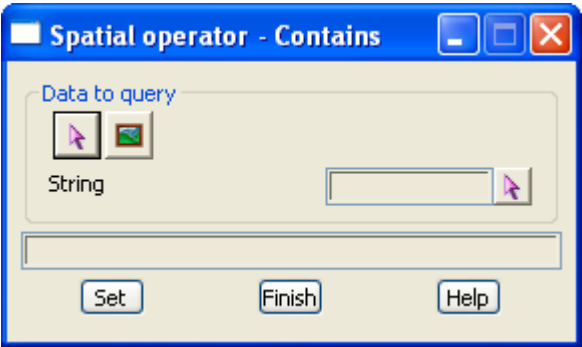 Spatial operator - Contains
Data to query
String
Set Finish Help